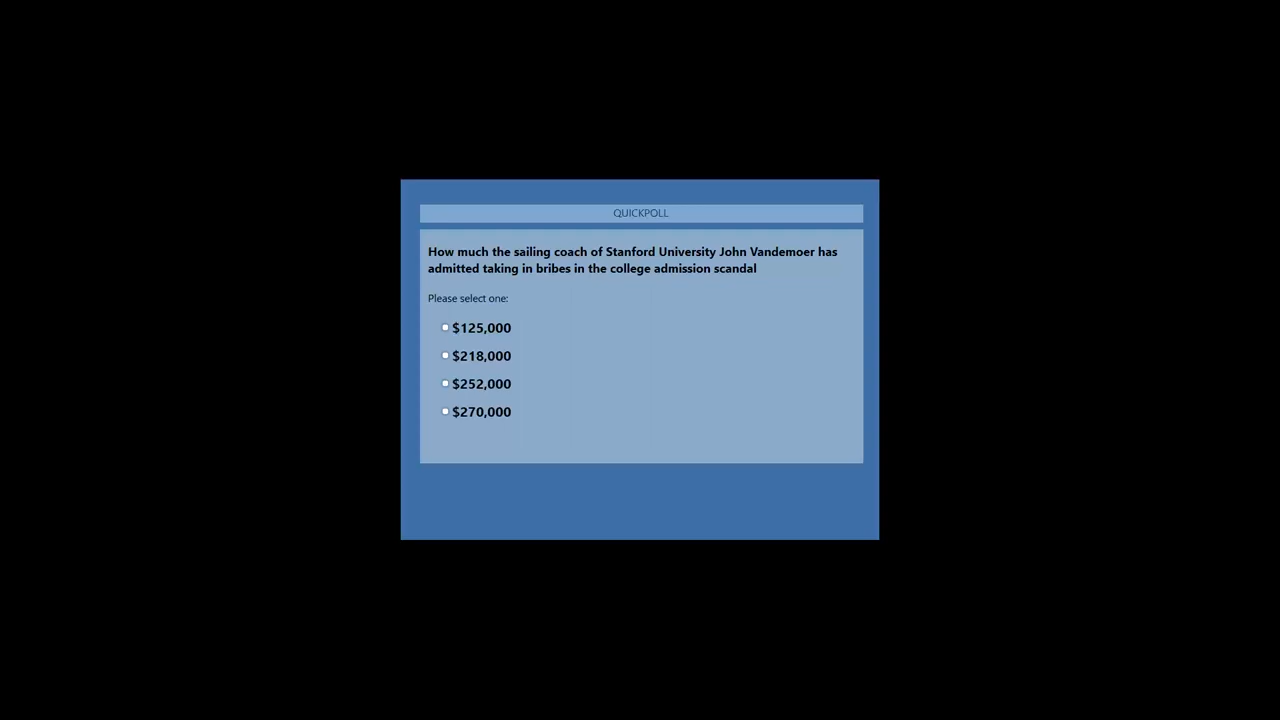 QUICKPOLL
How much the sailing coach of Stanford University John Vandemoer has
admitted taking in bribes in the college admission scandal
Please select one:
$125,000
$218,000
$252,000
$270,000